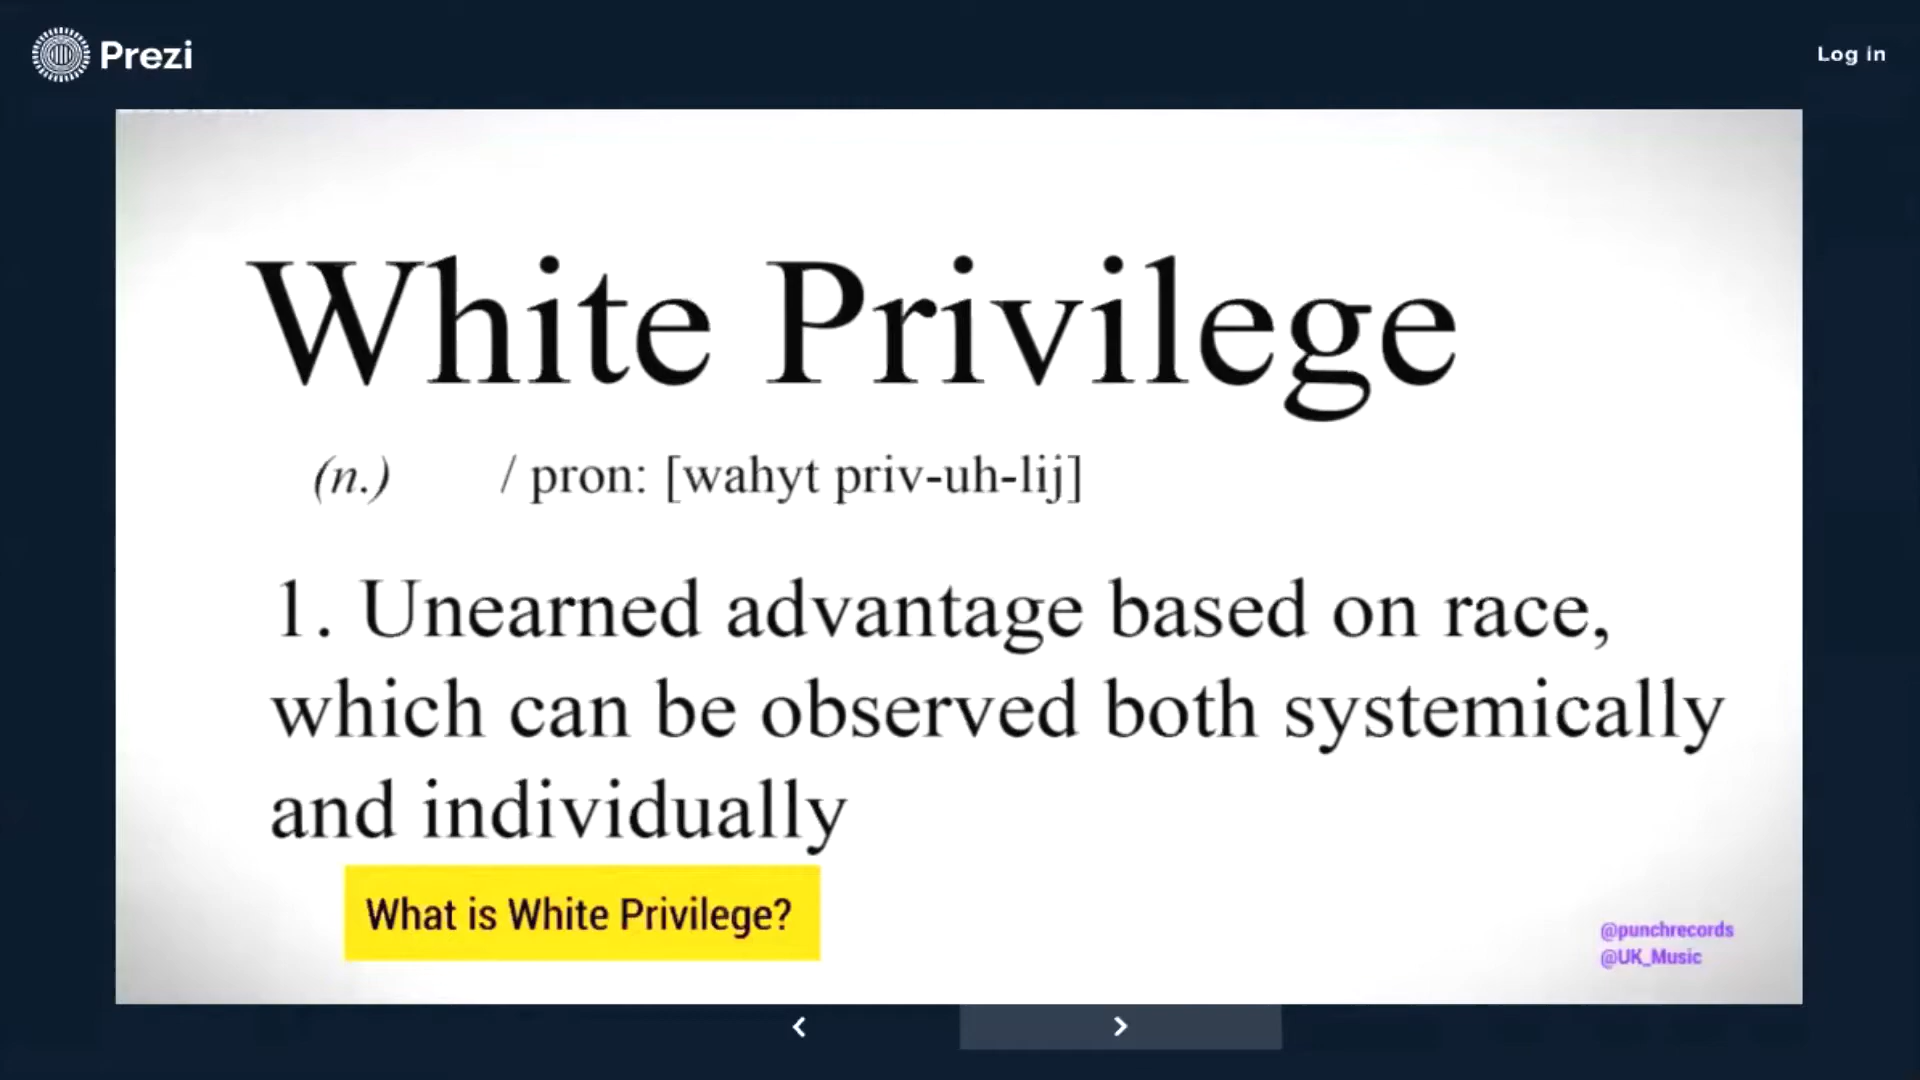 Prezi
Log in
White Privilege
(n.) / pron: [wahyt priv-uh-lij]
1. Unearned advantage based on race,
which can be observed both systemically
and individually
What is White Privilege?
@punchrecords
@UK_Music